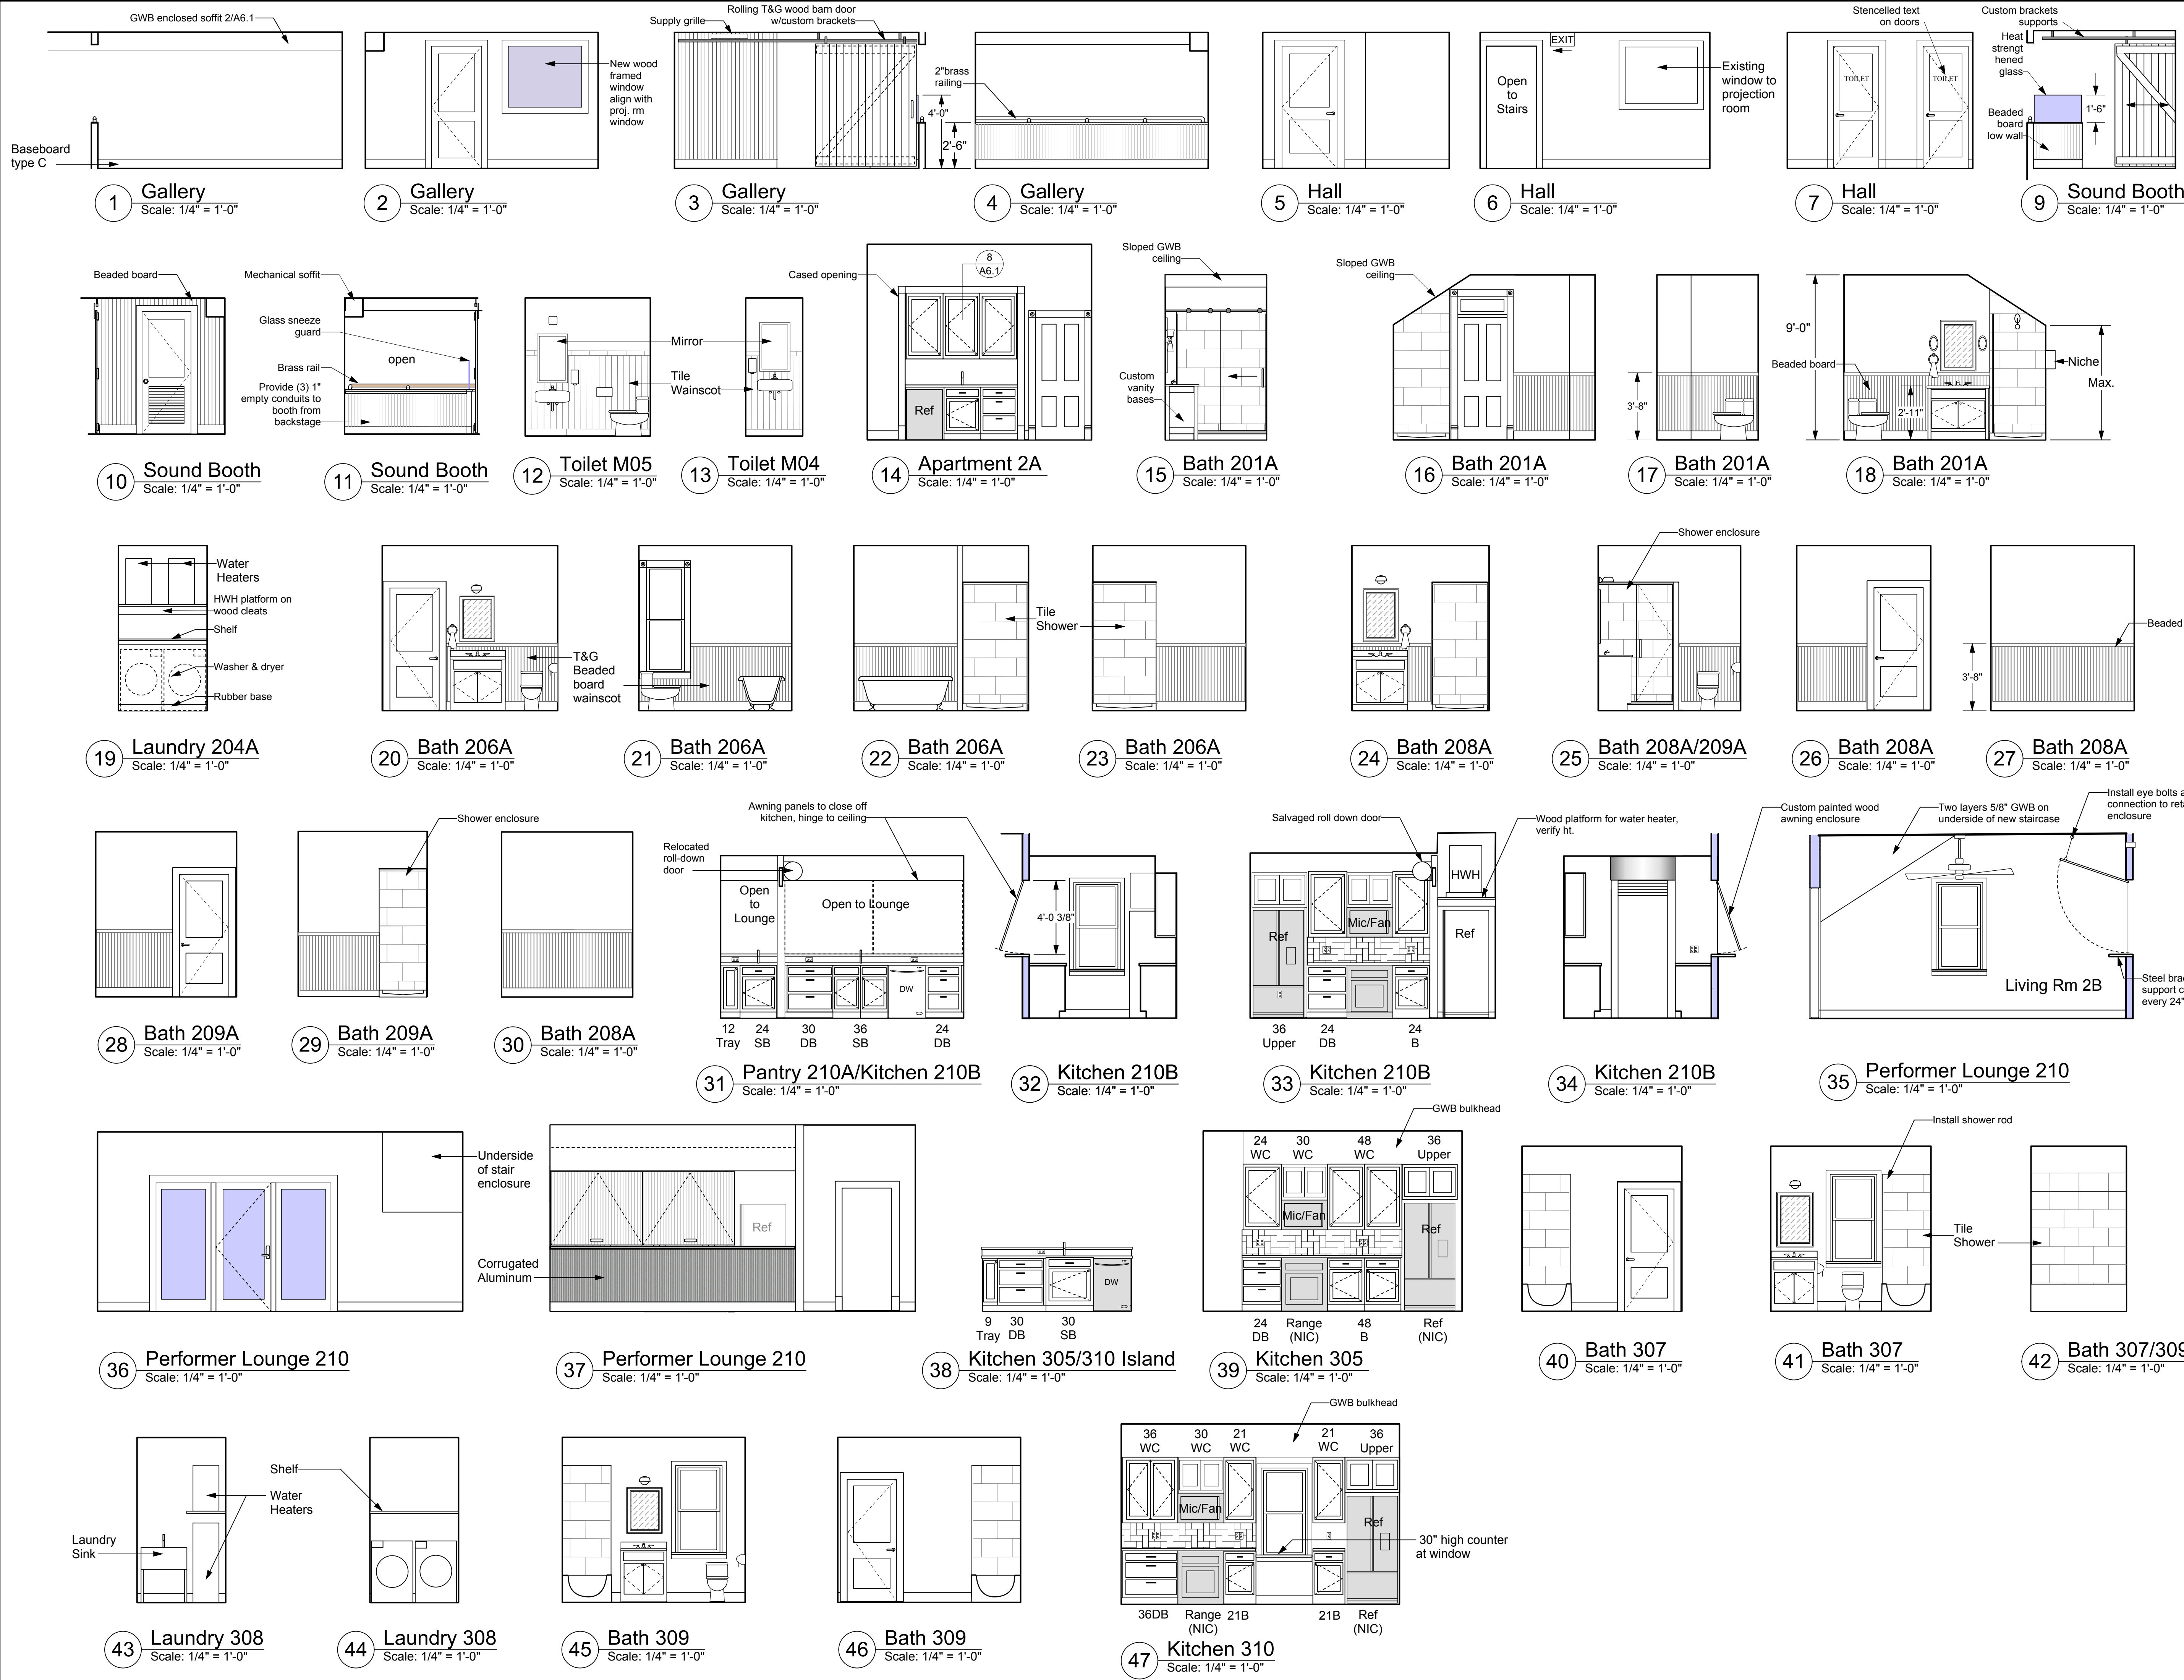 GWB enclosed soffit 2/A6.1
Baseboard
type C
1
Gallery
Scale: 1/4" = 1'-0"
New wood
framed
window
align with
proj. rm
window
2
Gallery
Scale: 1/4" = 1'-0"
Supply grille
Rolling T&G wood barn door
w/custom brackets
4'-0"
2'-6"
3
Gallery
Scale: 1/4" = 1'-0"
2"brass
railing
4
Gallery
Scale: 1/4" = 1'-0"
5
Hall
Scale: 1/4" = 1'-0"
EXIT
Open
to
Stairs
Existing
window to
projection
room
6
Hall
Scale: 1/4" = 1'-0"
Stencelled text
on doors
TOILET
TOILET
7
Hall
Scale: 1/4" = 1'-0"
Custom brackets
supports
Heat
strengt
hened
glass
Beaded
board
low wall
1'-6"
9
Sound Booth
Scale: 1/4" = 1'-0"
Beaded board
10
Sound Booth
Scale: 1/4" = 1'-0"
Mechanical soffit
Glass sneeze
guard
open
Brass rail
Provide (3) 1"
empty conduits to
booth from
backstage
11
Sound Booth
Scale: 1/4" = 1'-0"
Mirror
Tile
Wainscot
12
Toilet M05
Scale: 1/4" = 1'-0"
13
Toilet M04
Scale: 1/4" = 1'-0"
Cased opening
8
A6.1
Ref
14
Apartment 2A
Scale: 1/4" = 1'-0"
Sloped GWB
ceiling
Custom
vanity
bases
15
Bath 201A
Scale: 1/4" = 1'-0"
Sloped GWB
ceiling
16
Bath 201A
Scale: 1/4" = 1'-0"
3'-8"
17
Bath 201A
Scale: 1/4" = 1'-0"
9'-0"
Beaded board
2'-11"
Niche
Max.
18
Bath 201A
Scale: 1/4" = 1'-0"
Water
Heaters
HWH platform on
wood cleats
Shelf
Washer & dryer
Rubber base
19
Laundry 204A
Scale: 1/4" = 1'-0"
T&G
Beaded
board
wainscot
20
Bath 206A
Scale: 1/4" = 1'-0"
21
Bath 206A
Scale: 1/4" = 1'-0"
Tile
Shower
22
Bath 206A
Scale: 1/4" = 1'-0"
23
Bath 206A
Scale: 1/4" = 1'-0"
24
Bath 208A
Scale: 1/4" = 1'-0"
Shower enclosure
25
Bath 208A/209A
Scale: 1/4" = 1'-0"
26
Bath 208A
Scale: 1/4" = 1'-0"
Beaded
3'-8"
27
Bath 208A
Scale: 1/4" = 1'-0"
28
Bath 209A
Scale: 1/4" = 1'-0"
Shower enclosure
29
Bath 209A
Scale: 1/4" = 1'-0"
30
Bath 208A
Scale: 1/4" = 1'-0"
Awning panels to close off
kitchen, hinge to ceiling
Relocated
roll-down
door
Open
to
Lounge
Open to Lounge
DW
12
Tray
24
SB
30
DB
36
SB
24
DB
31
Pantry 210A/Kitchen 210B
Scale: 1/4" = 1'-0"
4'-0 3/8"
32
Kitchen 210B
Scale: 1/4" = 1'-0"
Salvaged roll down door
Wood platform for water heater,
verify ht.
HWH
Mic/Fan
Ref
Ref
36
Upper
24
DB
24
B
33
Kitchen 210B
Scale: 1/4" = 1'-0"
Custom painted wood
awning enclosure
34
Kitchen 210B
Scale: 1/4" = 1'-0"
Two layers 5/8" GWB on
underside of new staircase
Install eye bolts
connection to
enclosure
Living Rm 2B
Steel
support
every 24"
35
Performer Lounge 210
Scale: 1/4" = 1'-0"
Underside
of stair
enclosure
36
Performer Lounge 210
Scale: 1/4" = 1'-0"
Ref
Corrugated
Aluminum
37
Performer Lounge 210
Scale: 1/4" = 1'-0"
DW
9
Tray
30
DB
30
SB
38
Kitchen 305/310 Island
Scale: 1/4" = 1'-0"
GWB bulkhead
24
WC
30
WC
48
WC
36
Upper
Mic/Fan
Ref
24
DB
Range
(NIC)
48
B
Ref
(NIC)
39
Kitchen 305
Scale: 1/4" = 1'-0"
40
Bath 307
Scale: 1/4" = 1'-0"
Install shower rod
Tile
Shower
41
Bath 307
Scale: 1/4" = 1'-0"
42
Bath 307/309
Scale: 1/4" = 1'-0"
Laundry
Sink
Shelf
Water
Heaters
43
Laundry 308
Scale: 1/4" = 1'-0"
44
Laundry 308
Scale: 1/4" = 1'-0"
45
Bath 309
Scale: 1/4" = 1'-0"
46
Bath 309
Scale: 1/4" = 1'-0"
GWB bulkhead
36
WC
30
WC
21
WC
21
WC
36
Upper
Mic/Fan
Ref
30" high counter
at window
36DB
Range
(NIC)
21B
21B
Ref
(NIC)
47
Kitchen 310
Scale: 1/4" = 1'-0"